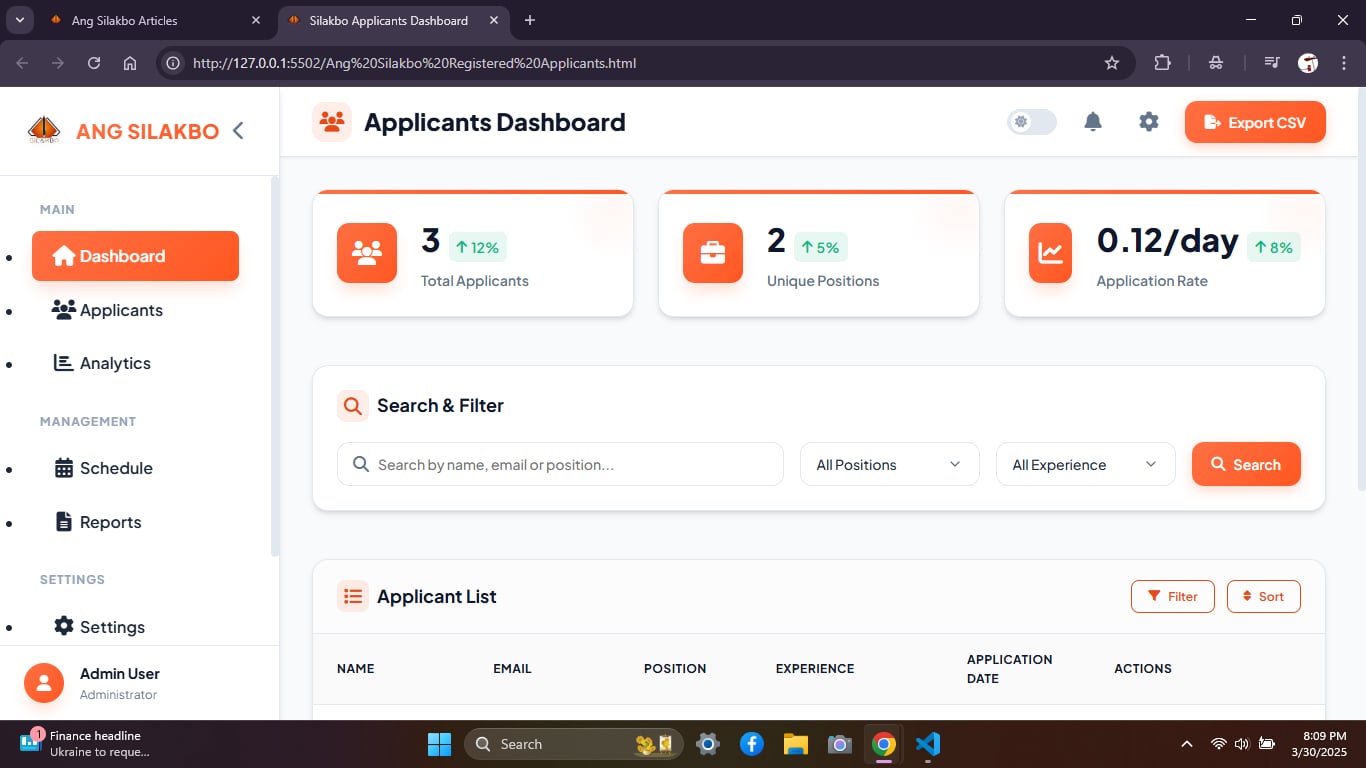 Ang Silakbo Articles
Silakbo Applicants Dashboard
http://127.0.0.1:5502/Ang%20Silakbo%20Registered%20Applicants.html
SILAKBO
ANG SILAKBO
Applicants Dashboard
Export CSV
MAIN
Dashboard
Applicants
Analytics
MANAGEMENT
Schedule
Reports
SETTINGS
Settings
Admin User
Administrator
3 12%
Total Applicants
2 5%
Unique Positions
0.12/day 8%
Application Rate
Search & Filter
Search by name, email or position...
All Positions
All Experience
Search
Applicant List
Filter
Sort
NAME EMAIL POSITION EXPERIENCE APPLICATION DATE ACTIONS
1
Finance headline
Ukraine to reque...
Search
8:09 PM
3/30/2025